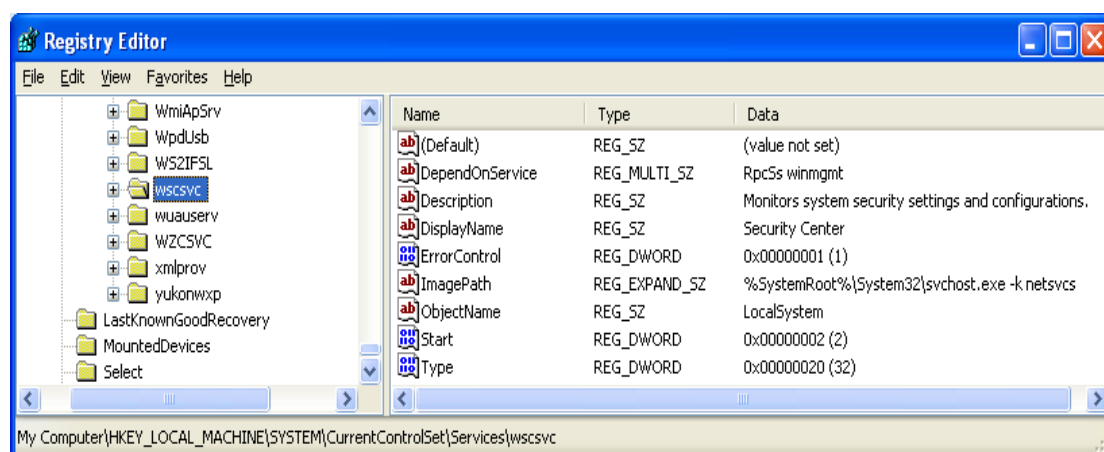 Registry Editor
File Edit View Favorites Help
WmiApSrv
WpdUsb
WS2IFSL
wscsvc
wuauserv
WZCSVC
xmlprov
yukonwxp
LastKnownGoodRecovery
MountedDevices
Select
Name Type Data
(Default) REG_SZ (value not set)
DependOnService REG_MULTI_SZ RpcSs winmgmt
Description REG_SZ Monitors system security settings and configurations.
DisplayName REG_SZ Security Center
ErrorControl REG_DWORD 0x00000001 (1)
ImagePath REG_EXPAND_SZ %SystemRoot%\System32\svchost.exe -k netsvcs
ObjectName REG_SZ LocalSystem
Start REG_DWORD 0x00000002 (2)
Type REG_DWORD 0x00000020 (32)
My Computer\HKEY_LOCAL_MACHINE\SYSTEM\CurrentControlSet\Services\wscsvc